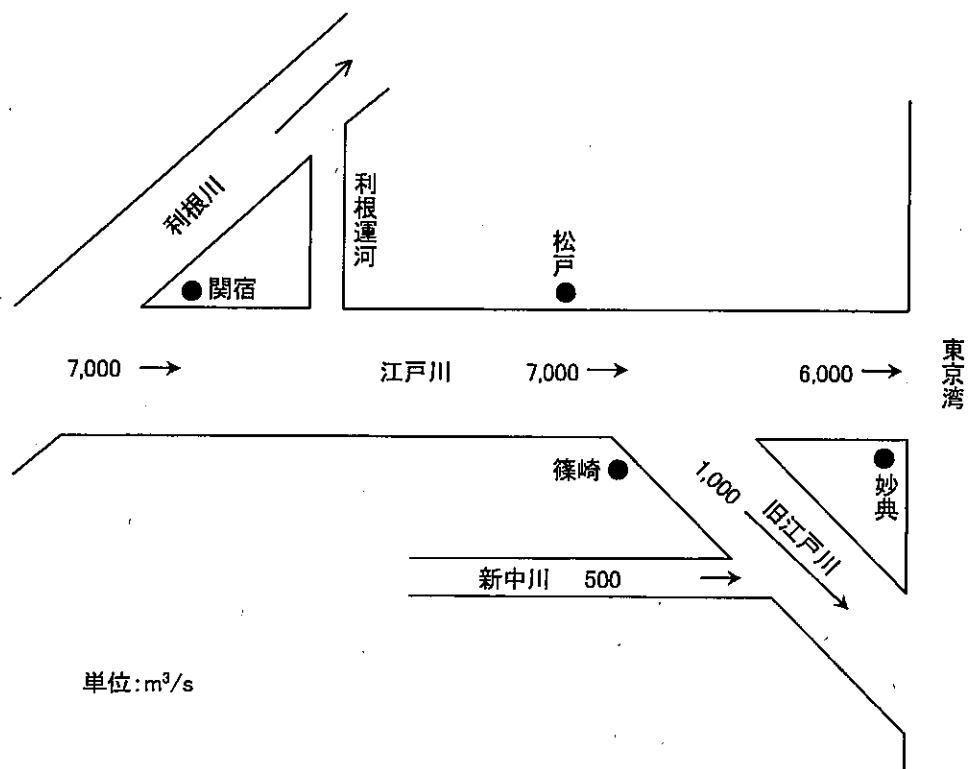 利根川
利根運河
関宿
松戸
7,000
江戸川
7,000
6,000
東京湾
篠崎
1,000
旧江戸川
妙典
新中川 500
単位:m³/s